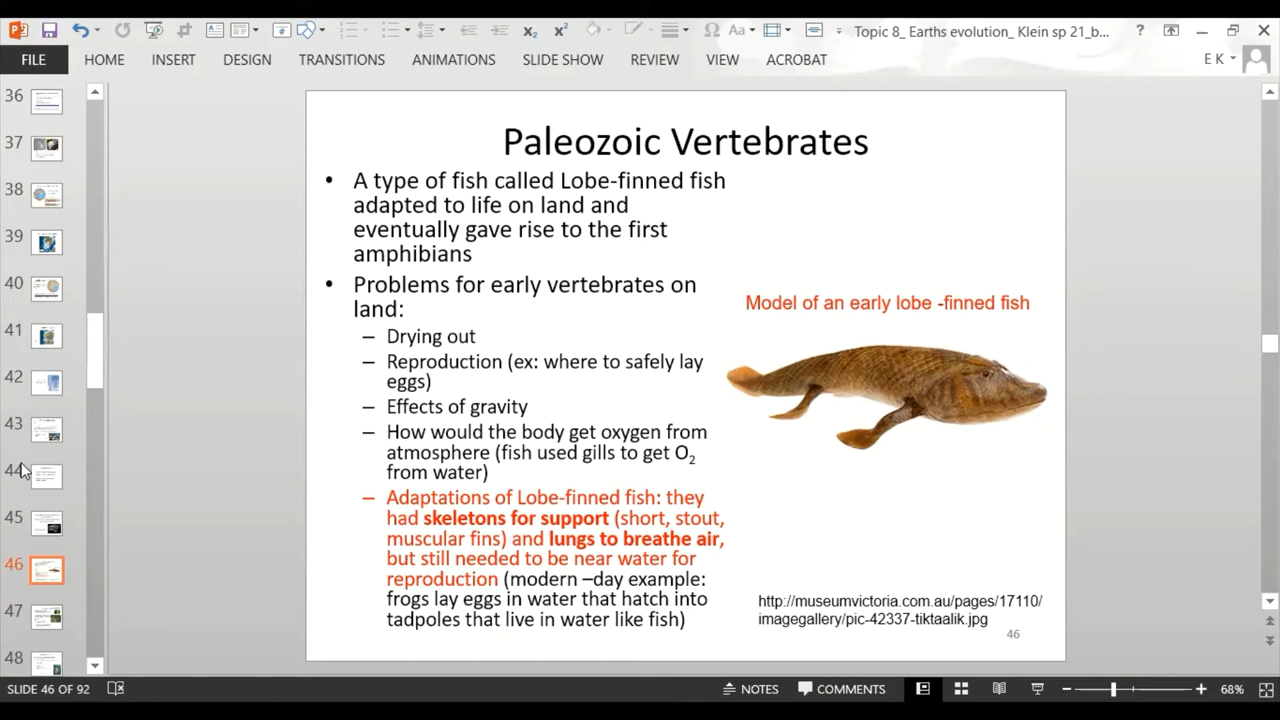 Topic 8_ Earths evolution_ Klein sp 21_b...
FILE HOME INSERT DESIGN TRANSITIONS ANIMATIONS SLIDE SHOW REVIEW VIEW ACROBAT E K
36
37
38
39
40
41
42
43
44
45
46
47
48
Paleozoic Vertebrates
• A type of fish called Lobe-finned fish
adapted to life on land and
eventually gave rise to the first
amphibians
• Problems for early vertebrates on
land:
– Drying out
– Reproduction (ex: where to safely lay
eggs)
– Effects of gravity
– How would the body get oxygen from
atmosphere (fish used gills to get O₂
from water)
– Adaptations of Lobe-finned fish: they
had skeletons for support (short, stout,
muscular fins) and lungs to breathe air,
but still needed to be near water for
reproduction (modern –day example:
frogs lay eggs in water that hatch into
tadpoles that live in water like fish)
Model of an early lobe -finned fish
http://museumvictoria.com.au/pages/17110/
imagegallery/pic-42337-tiktaalik.jpg
46
SLIDE 46 OF 92 NOTES COMMENTS 68%